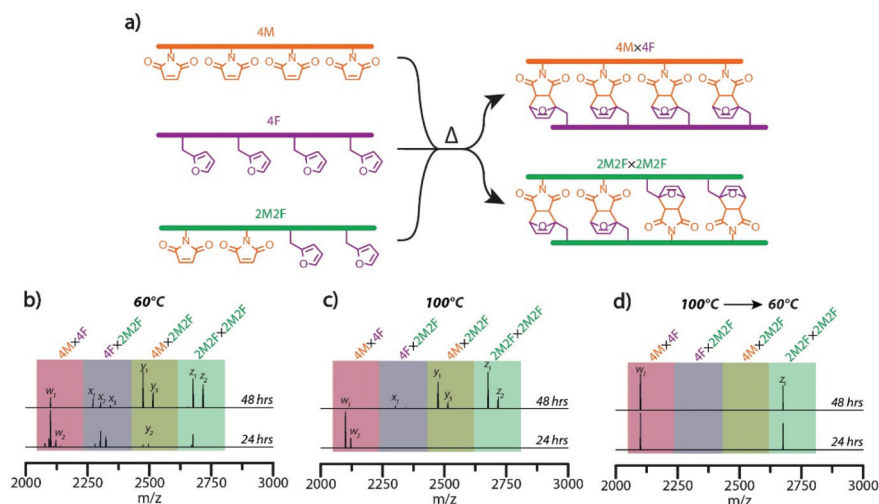 a)
4M
4M×4F
4F
Δ
2M2F
2M2F×2M2F
b)
60°C
4M×4F
4F×2M2F
4M×2M2F
2M2F×2M2F
w1
x1
x2
x3
y1
y3
z1
z2
48 hrs
w2
y2
24 hrs
2000 2250 2500 2750 3000
m/z
c)
100°C
4M×4F
4F×2M2F
4M×2M2F
2M2F×2M2F
w1
x1
y1
y3
z1
z2
48 hrs
w2
24 hrs
2000 2250 2500 2750 3000
m/z
d)
100°C → 60°C
4M×4F
4F×2M2F
4M×2M2F
2M2F×2M2F
w1
z1
48 hrs
24 hrs
2000 2250 2500 2750 3000
m/z